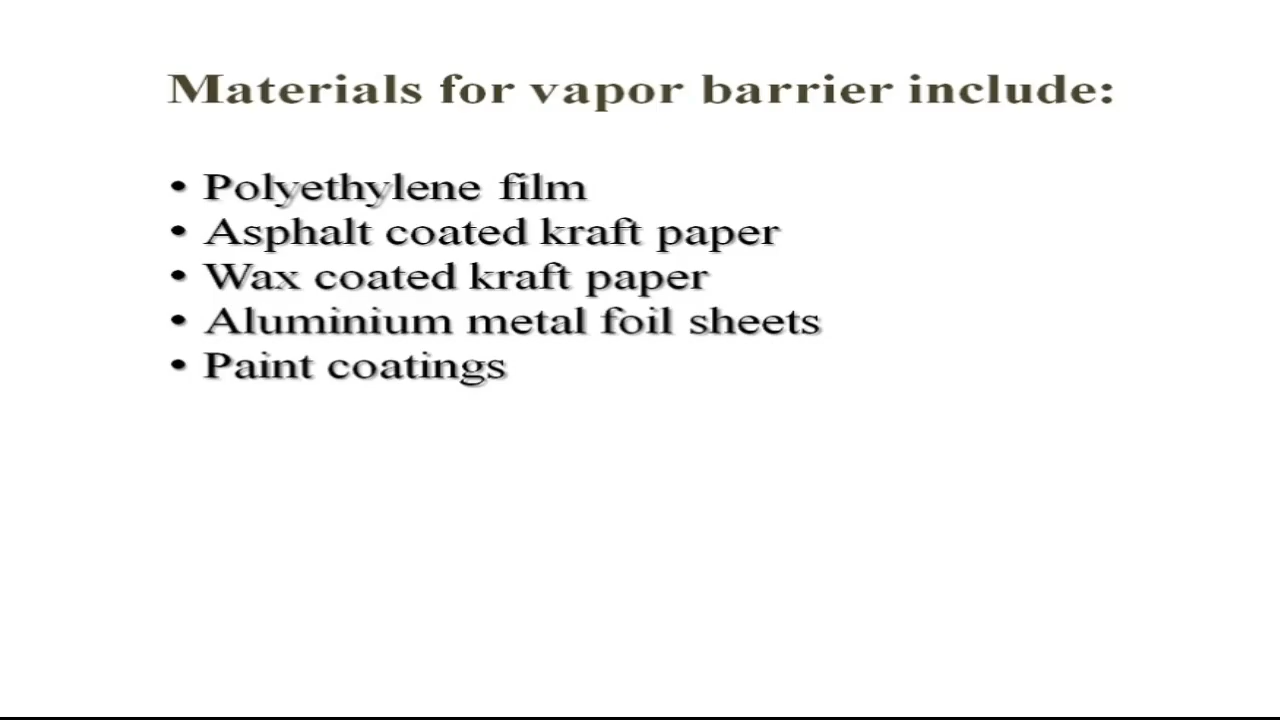 Materials for vapor barrier include:
• Polyethylene film
• Asphalt coated kraft paper
• Wax coated kraft paper
• Aluminium metal foil sheets
• Paint coatings